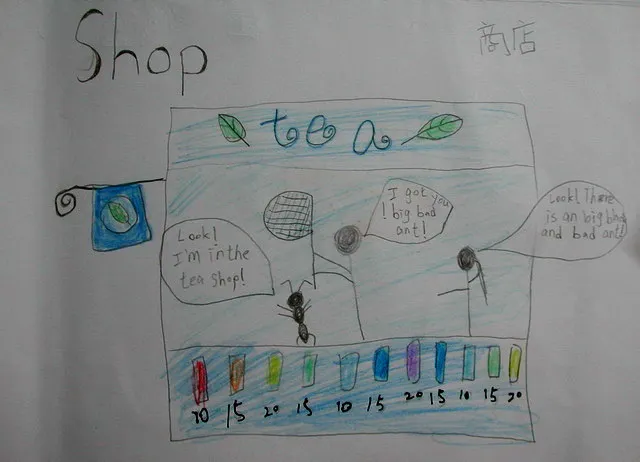 Shop
商店
tea
I got you
! big bad
ant!
Look! There
is an big
and bad ant!
Look!
I'm in the
tea shop!
10 15 20 15 10 15 20 15 10 15 20